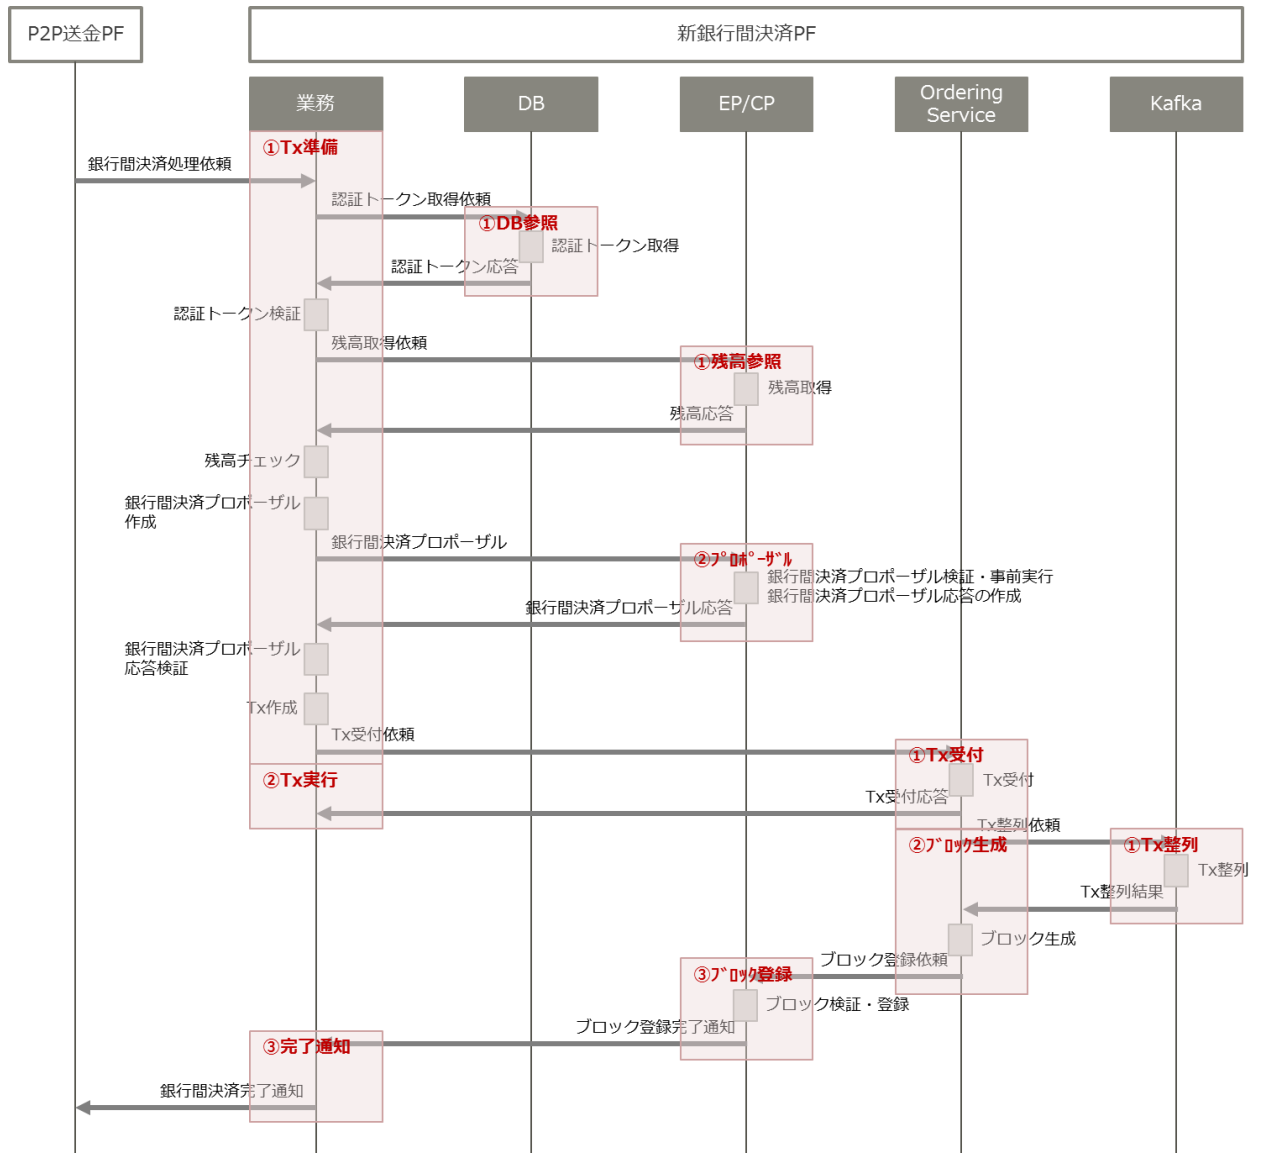 P2P送金PF
新銀行間決済PF
業務
DB
EP/CP
Ordering
Service
Kafka
①Tx準備
銀行間決済処理依頼
認証トークン取得依頼
①DB参照
認証トークン取得
認証トークン応答
認証トークン検証
残高取得依頼
①残高参照
残高取得
残高応答
残高チェック
銀行間決済プロポーザル
作成
銀行間決済プロポーザル
②ﾌﾟﾛﾎﾟｰｻﾞﾙ
銀行間決済プロポーザル検証・事前実行
銀行間決済プロポーザル応答の作成
銀行間決済プロポーザル応答
銀行間決済プロポーザル
応答検証
Tx作成
Tx受付依頼
①Tx受付
②Tx実行
Tx受付
Tx受付応答
Tx整列依頼
②ﾌﾞﾛｯｸ生成
①Tx整列
Tx整列
Tx整列結果
ブロック生成
ブロック登録依頼
③ﾌﾞﾛｯｸ登録
ブロック検証・登録
ブロック登録完了通知
③完了通知
銀行間決済完了通知